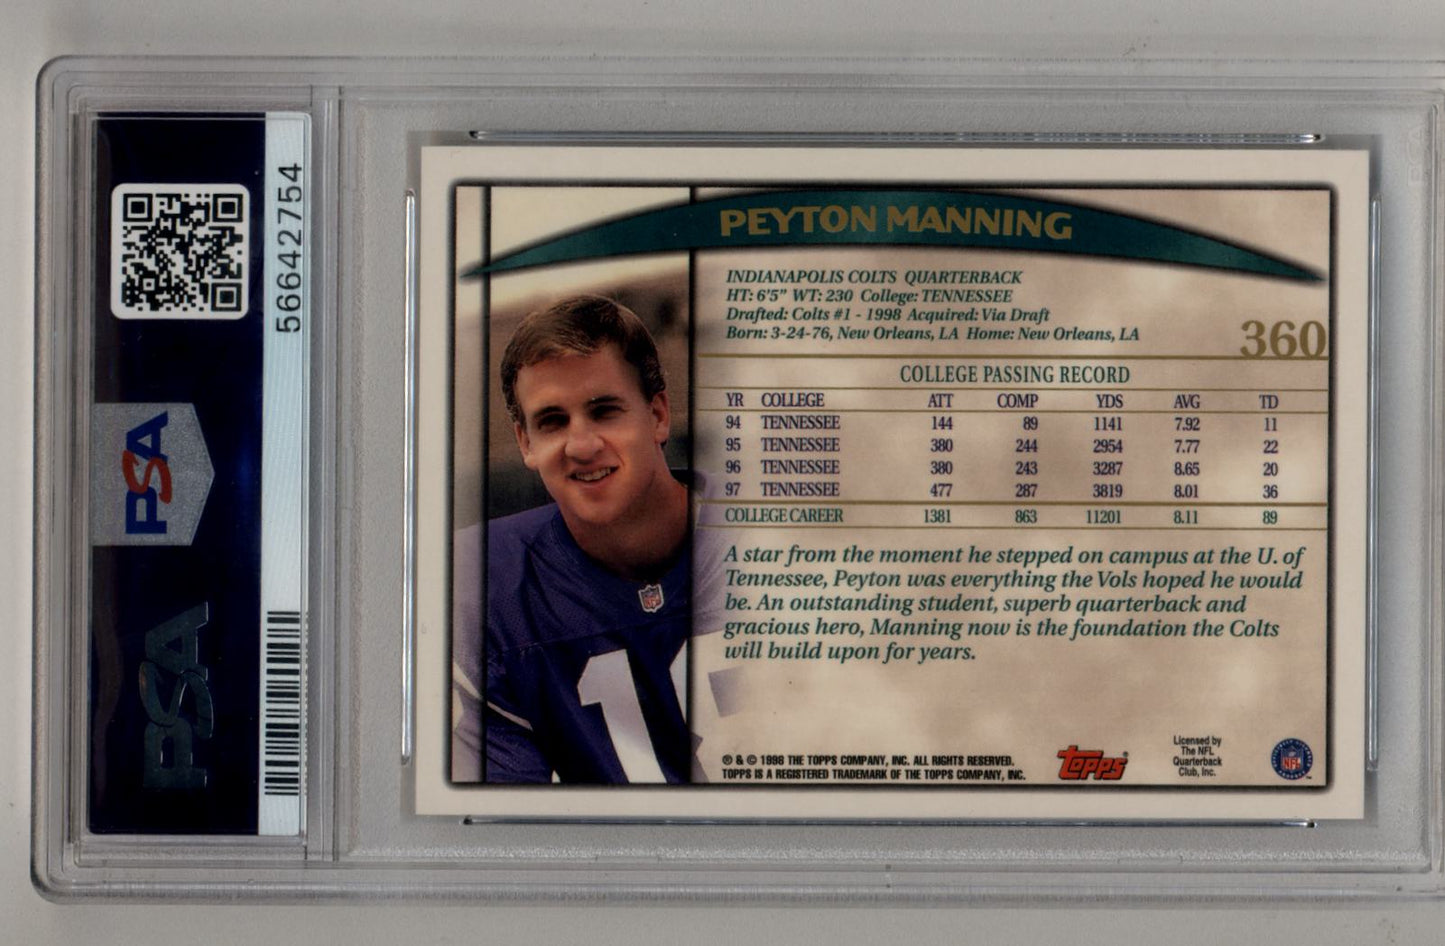 56642754
PSA
PSA
PEYTON MANNING
INDIANAPOLIS COLTS QUARTERBACK
HT: 6'5" WT: 230 College: TENNESSEE
Drafted: Colts #1 - 1998 Acquired: Via Draft
Born: 3-24-76, New Orleans, LA Home: New Orleans, LA
360
COLLEGE PASSING RECORD
YR COLLEGE ATT COMP YDS AVG TD
94 TENNESSEE 144 89 1141 7.92 11
95 TENNESSEE 380 244 2954 7.77 22
96 TENNESSEE 380 243 3287 8.65 20
97 TENNESSEE 477 287 3819 8.01 36
COLLEGE CAREER 1381 863 11201 8.11 89
A star from the moment he stepped on campus at the U. of
Tennessee, Peyton was everything the Vols hoped he would
be. An outstanding student, superb quarterback and
gracious hero, Manning now is the foundation the Colts
will build upon for years.
® & © 1998 THE TOPPS COMPANY, INC. ALL RIGHTS RESERVED.
TOPPS IS A REGISTERED TRADEMARK OF THE TOPPS COMPANY, INC.
topps®
Licensed by
The NFL
Quarterback
Club, Inc.
NFL
NFL
1